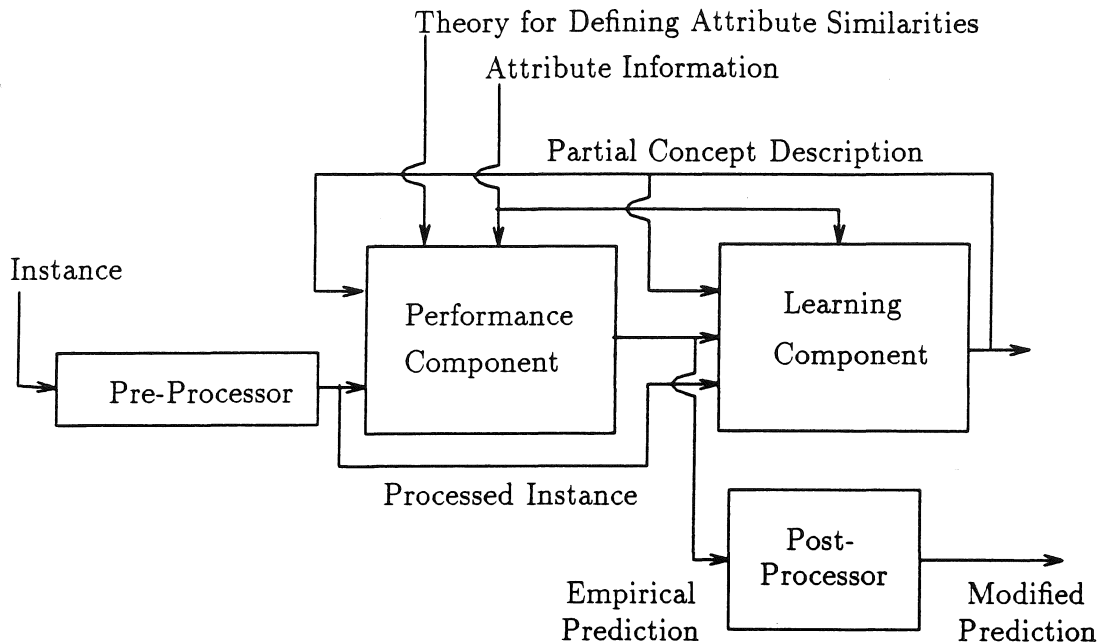 Theory for Defining Attribute Similarities
Attribute Information
Partial Concept Description
Instance
Pre-Processor
Performance
Component
Learning
Component
Processed Instance
Post-
Processor
Empirical
Prediction
Modified
Prediction